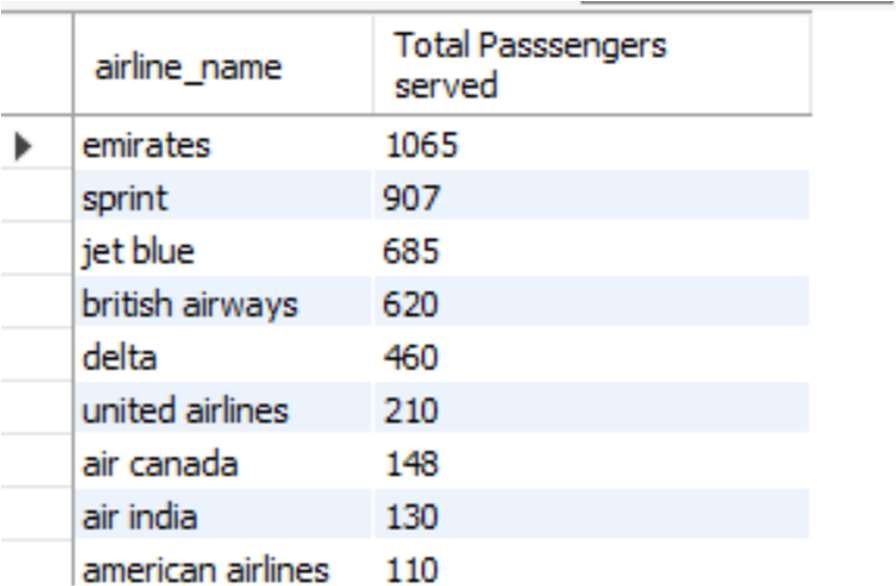 airline_name Total Passsengers
served
emirates 1065
sprint 907
jet blue 685
british airways 620
delta 460
united airlines 210
air canada 148
air india 130
american airlines 110